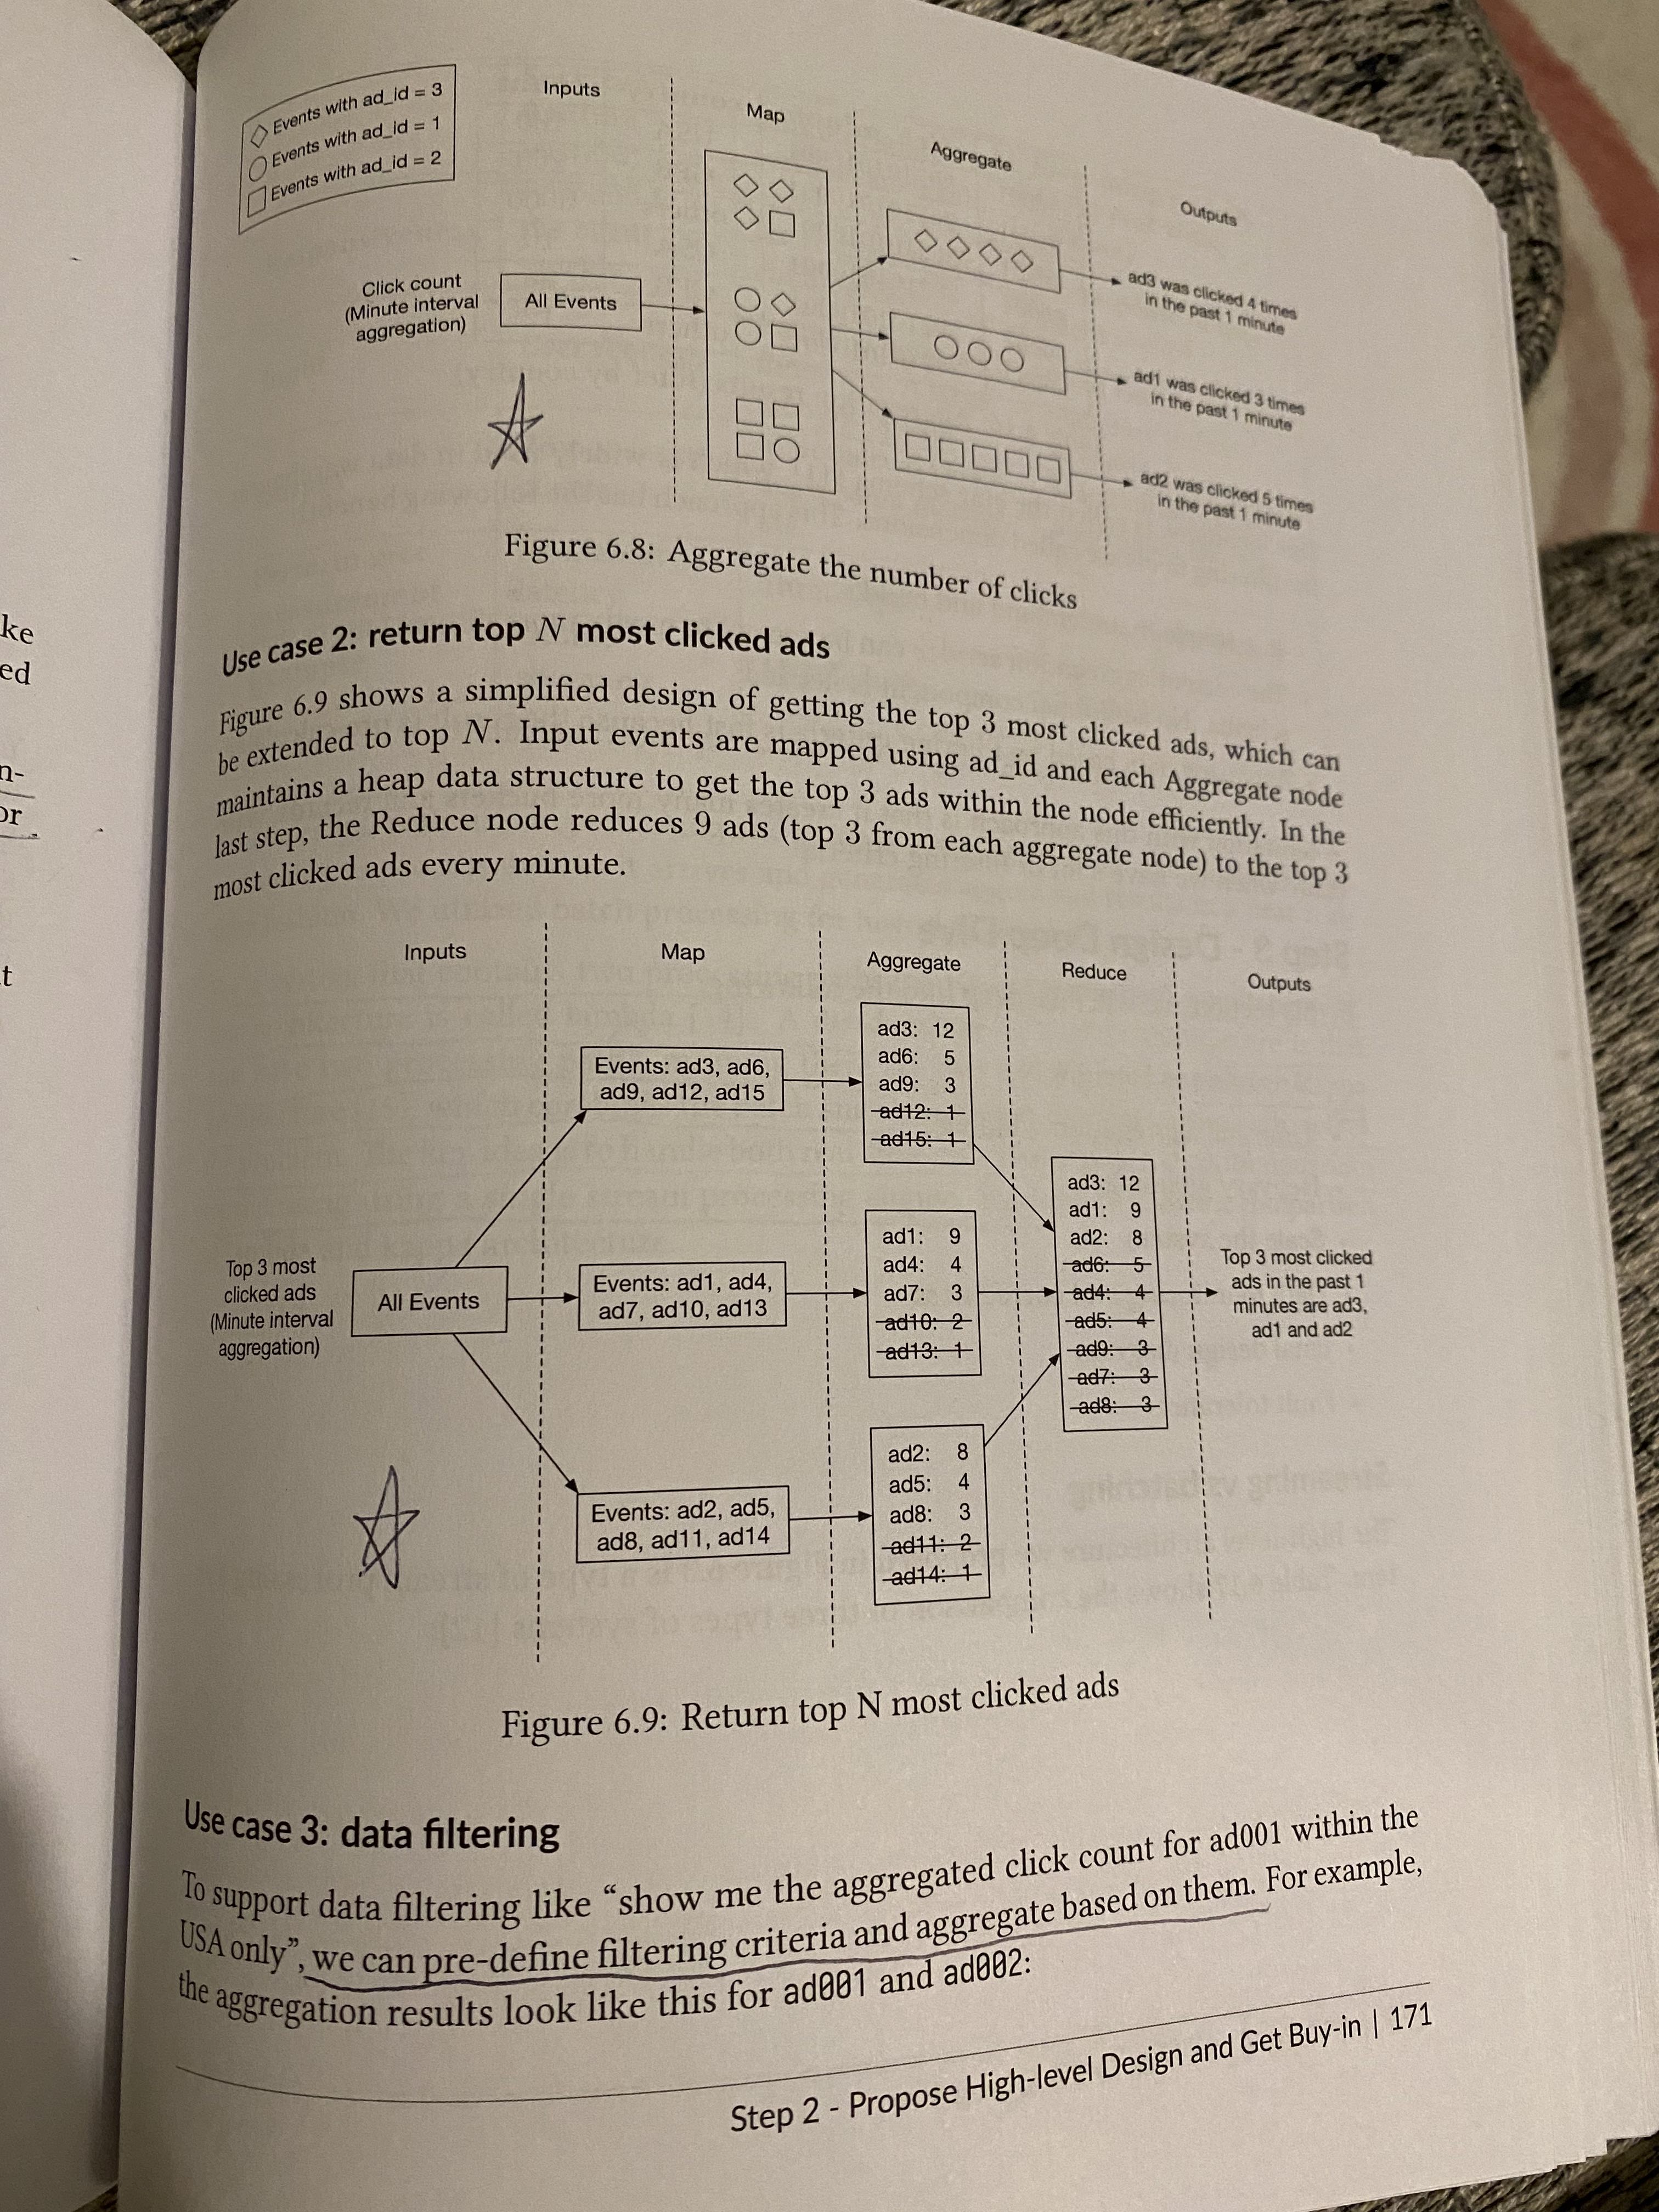 ke
ed
n-
or
t
Events with ad_id = 3
Events with ad_id = 1
Events with ad_id = 2
Inputs
Map
Aggregate
Outputs
Click count
(Minute interval
aggregation)
All Events
ad3 was clicked 4 times
in the past 1 minute
ad1 was clicked 3 times
in the past 1 minute
ad2 was clicked 5 times
in the past 1 minute
Figure 6.8: Aggregate the number of clicks
Use case 2: return top N most clicked ads
Figure 6.9 shows a simplified design of getting the top 3 most clicked ads, which can
be extended to top N. Input events are mapped using ad_id and each Aggregate node
maintains a heap data structure to get the top 3 ads within the node efficiently. In the
last step, the Reduce node reduces 9 ads (top 3 from each aggregate node) to the top 3
most clicked ads every minute.
Inputs
Map
Aggregate
Reduce
Outputs
Top 3 most
clicked ads
(Minute interval
aggregation)
All Events
Events: ad3, ad6,
ad9, ad12, ad15
Events: ad1, ad4,
ad7, ad10, ad13
Events: ad2, ad5,
ad8, ad11, ad14
ad3: 12
ad6: 5
ad9: 3
ad12: 1
ad15: 1
ad1: 9
ad4: 4
ad7: 3
ad10: 2
ad13: 1
ad2: 8
ad5: 4
ad8: 3
ad11: 2
ad14: 1
ad3: 12
ad1: 9
ad2: 8
ad6: 5
ad4: 4
ad5: 4
ad9: 3
ad7: 3
ad8: 3
Top 3 most clicked
ads in the past 1
minutes are ad3,
ad1 and ad2
Figure 6.9: Return top N most clicked ads
Use case 3: data filtering
To support data filtering like “show me the aggregated click count for ad001 within the
USA only”, we can pre-define filtering criteria and aggregate based on them. For example,
the aggregation results look like this for ad001 and ad002:
Step 2 - Propose High-level Design and Get Buy-in | 171